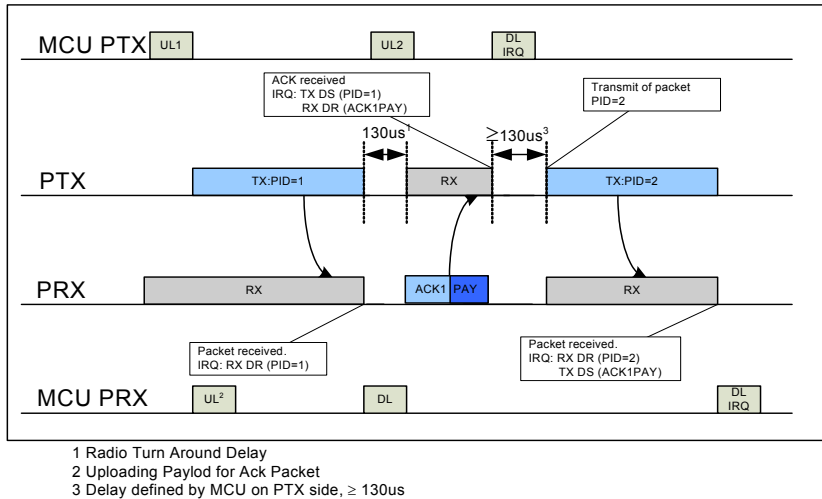 MCU PTX
UL1
UL2
DL
IRQ
ACK received
IRQ: TX DS (PID=1)
RX DR (ACK1PAY)
Transmit of packet
PID=2
130us1
≥130us3
PTX
TX:PID=1
RX
TX:PID=2
PRX
RX
ACK1 PAY
RX
Packet received.
IRQ: RX DR (PID=1)
Packet received.
IRQ: RX DR (PID=2)
TX DS (ACK1PAY)
MCU PRX
UL2
DL
DL
IRQ
1 Radio Turn Around Delay
2 Uploading Paylod for Ack Packet
3 Delay defined by MCU on PTX side, ≥ 130us